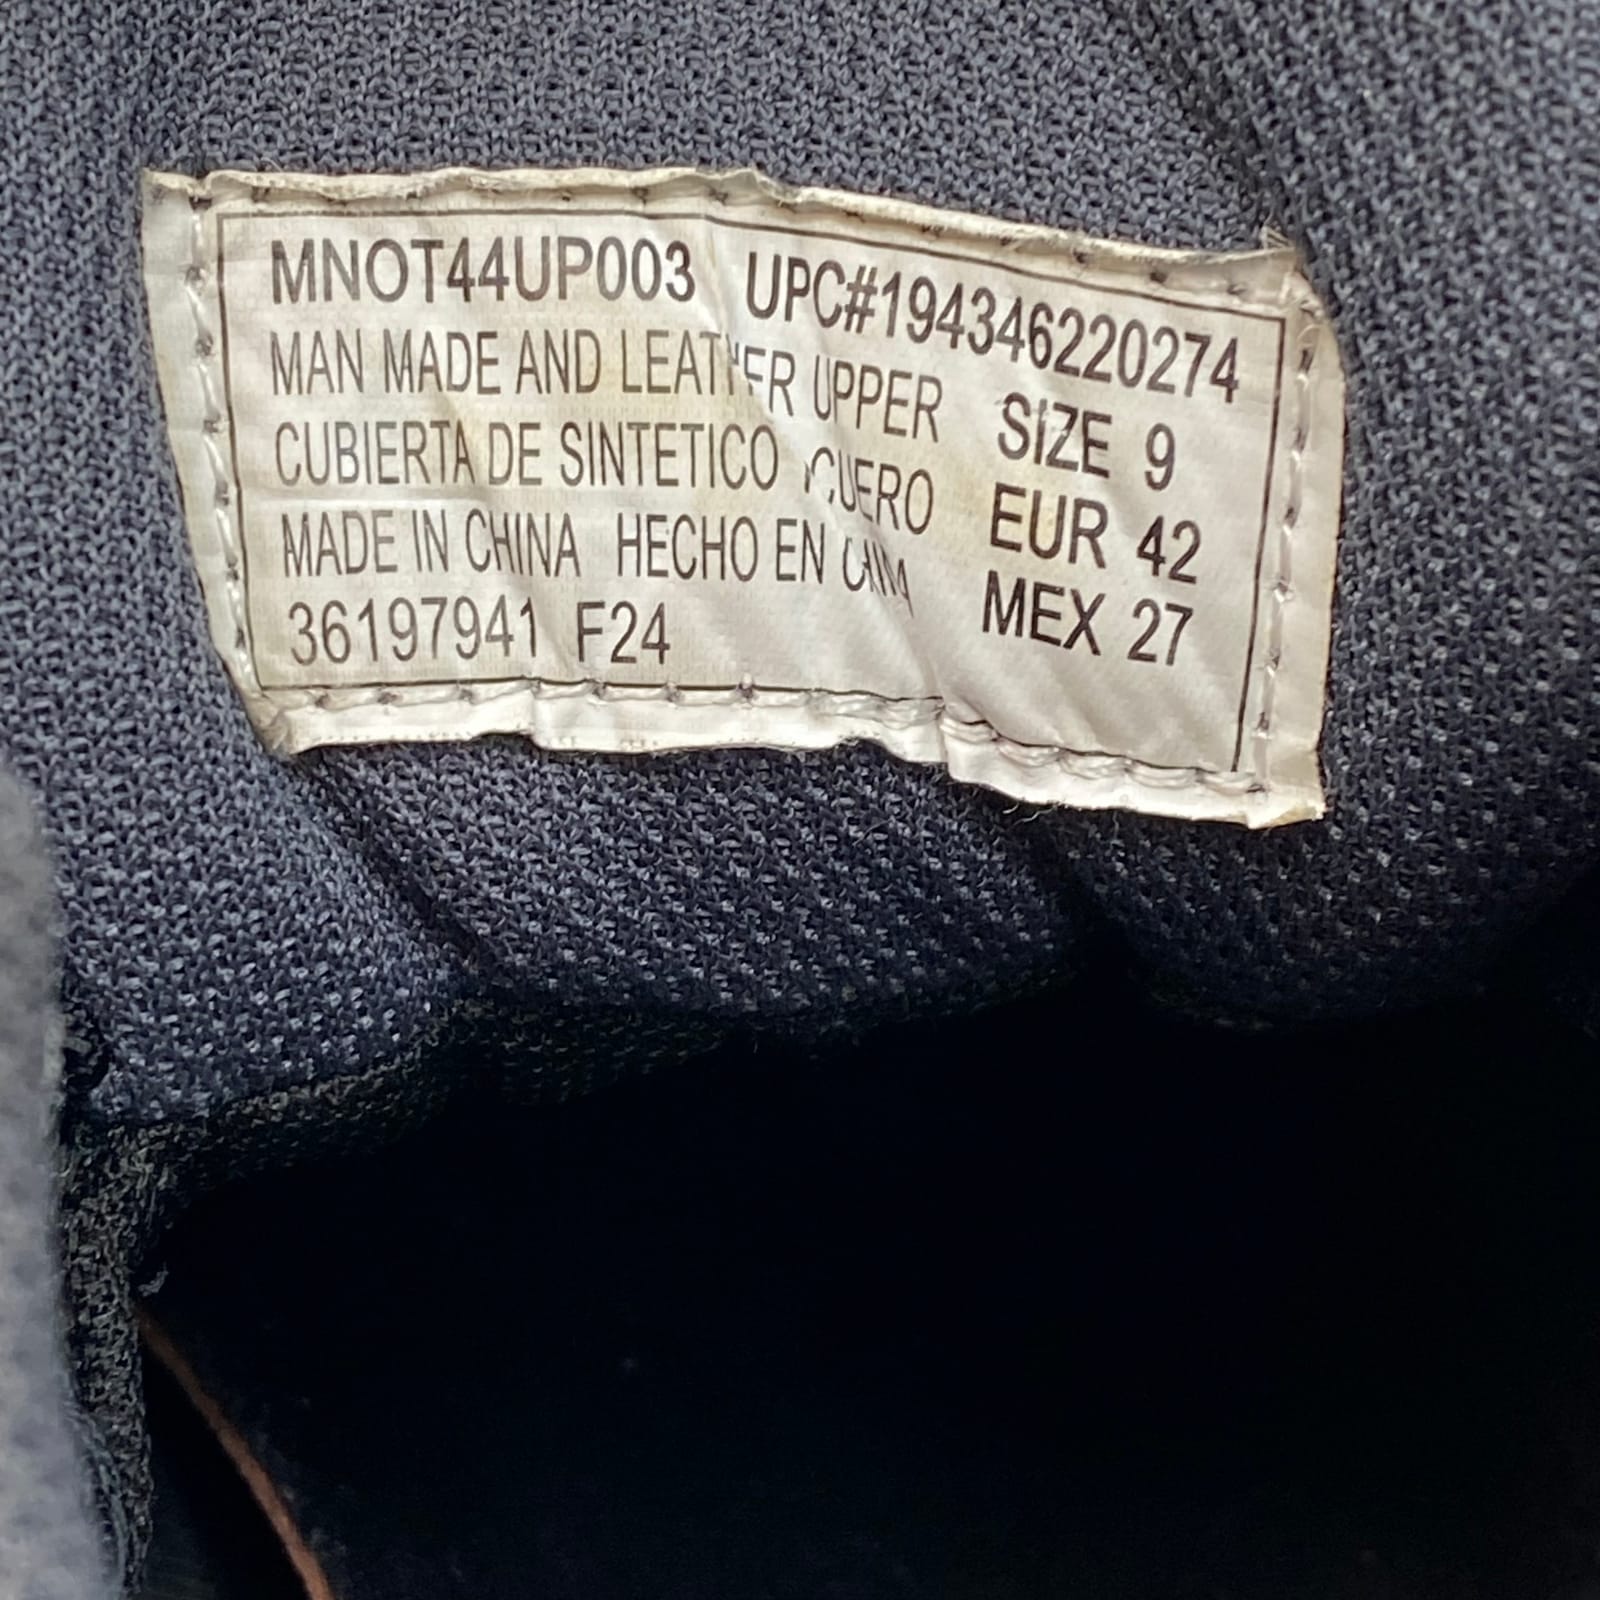 MNOT44UP003 UPC#194346220274
MAN MADE AND LEATHER UPPER SIZE 9
CUBIERTA DE SINTETICO Y CUERO EUR 42
MADE IN CHINA HECHO EN CHINA MEX 27
36197941 F24